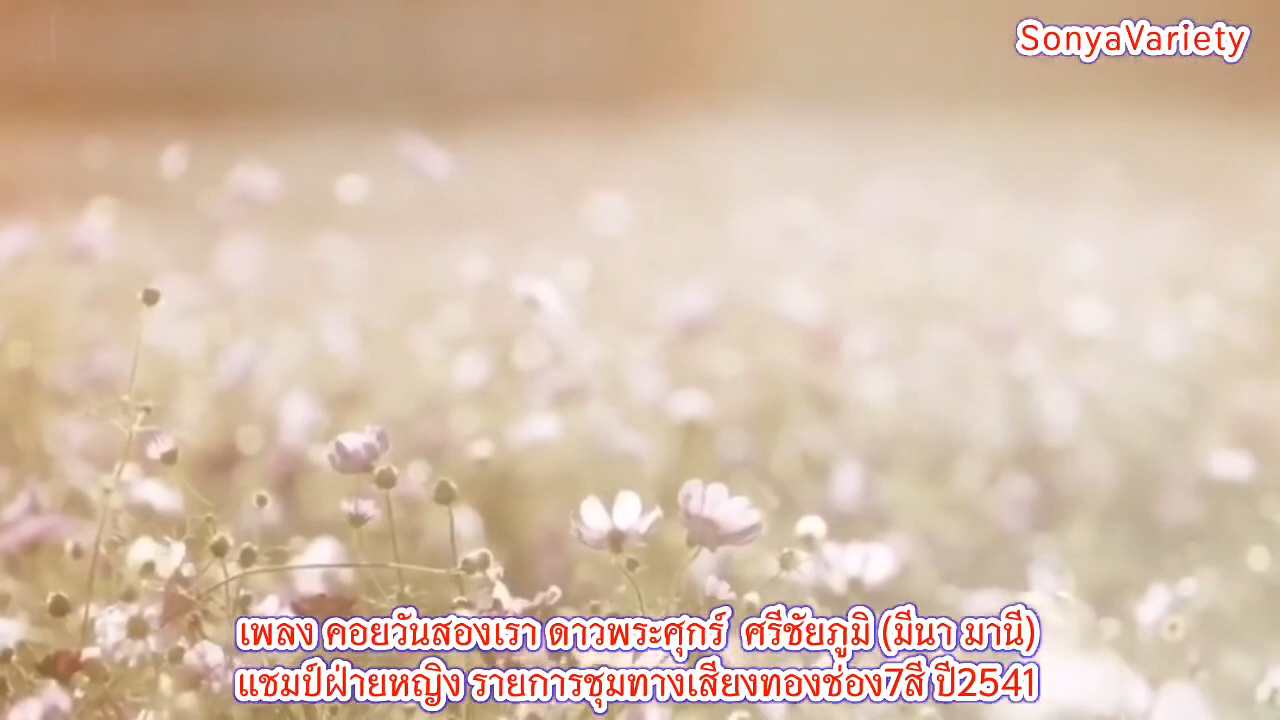 SonyaVariety
เพลง คอยวันสองเรา ดาวพระศุกร์ ศรีชัยภูมิ (มีนา มานี)
แชมป์ฝ่ายหญิง รายการชุมทางเสียงทองช่อง7สี ปี2541